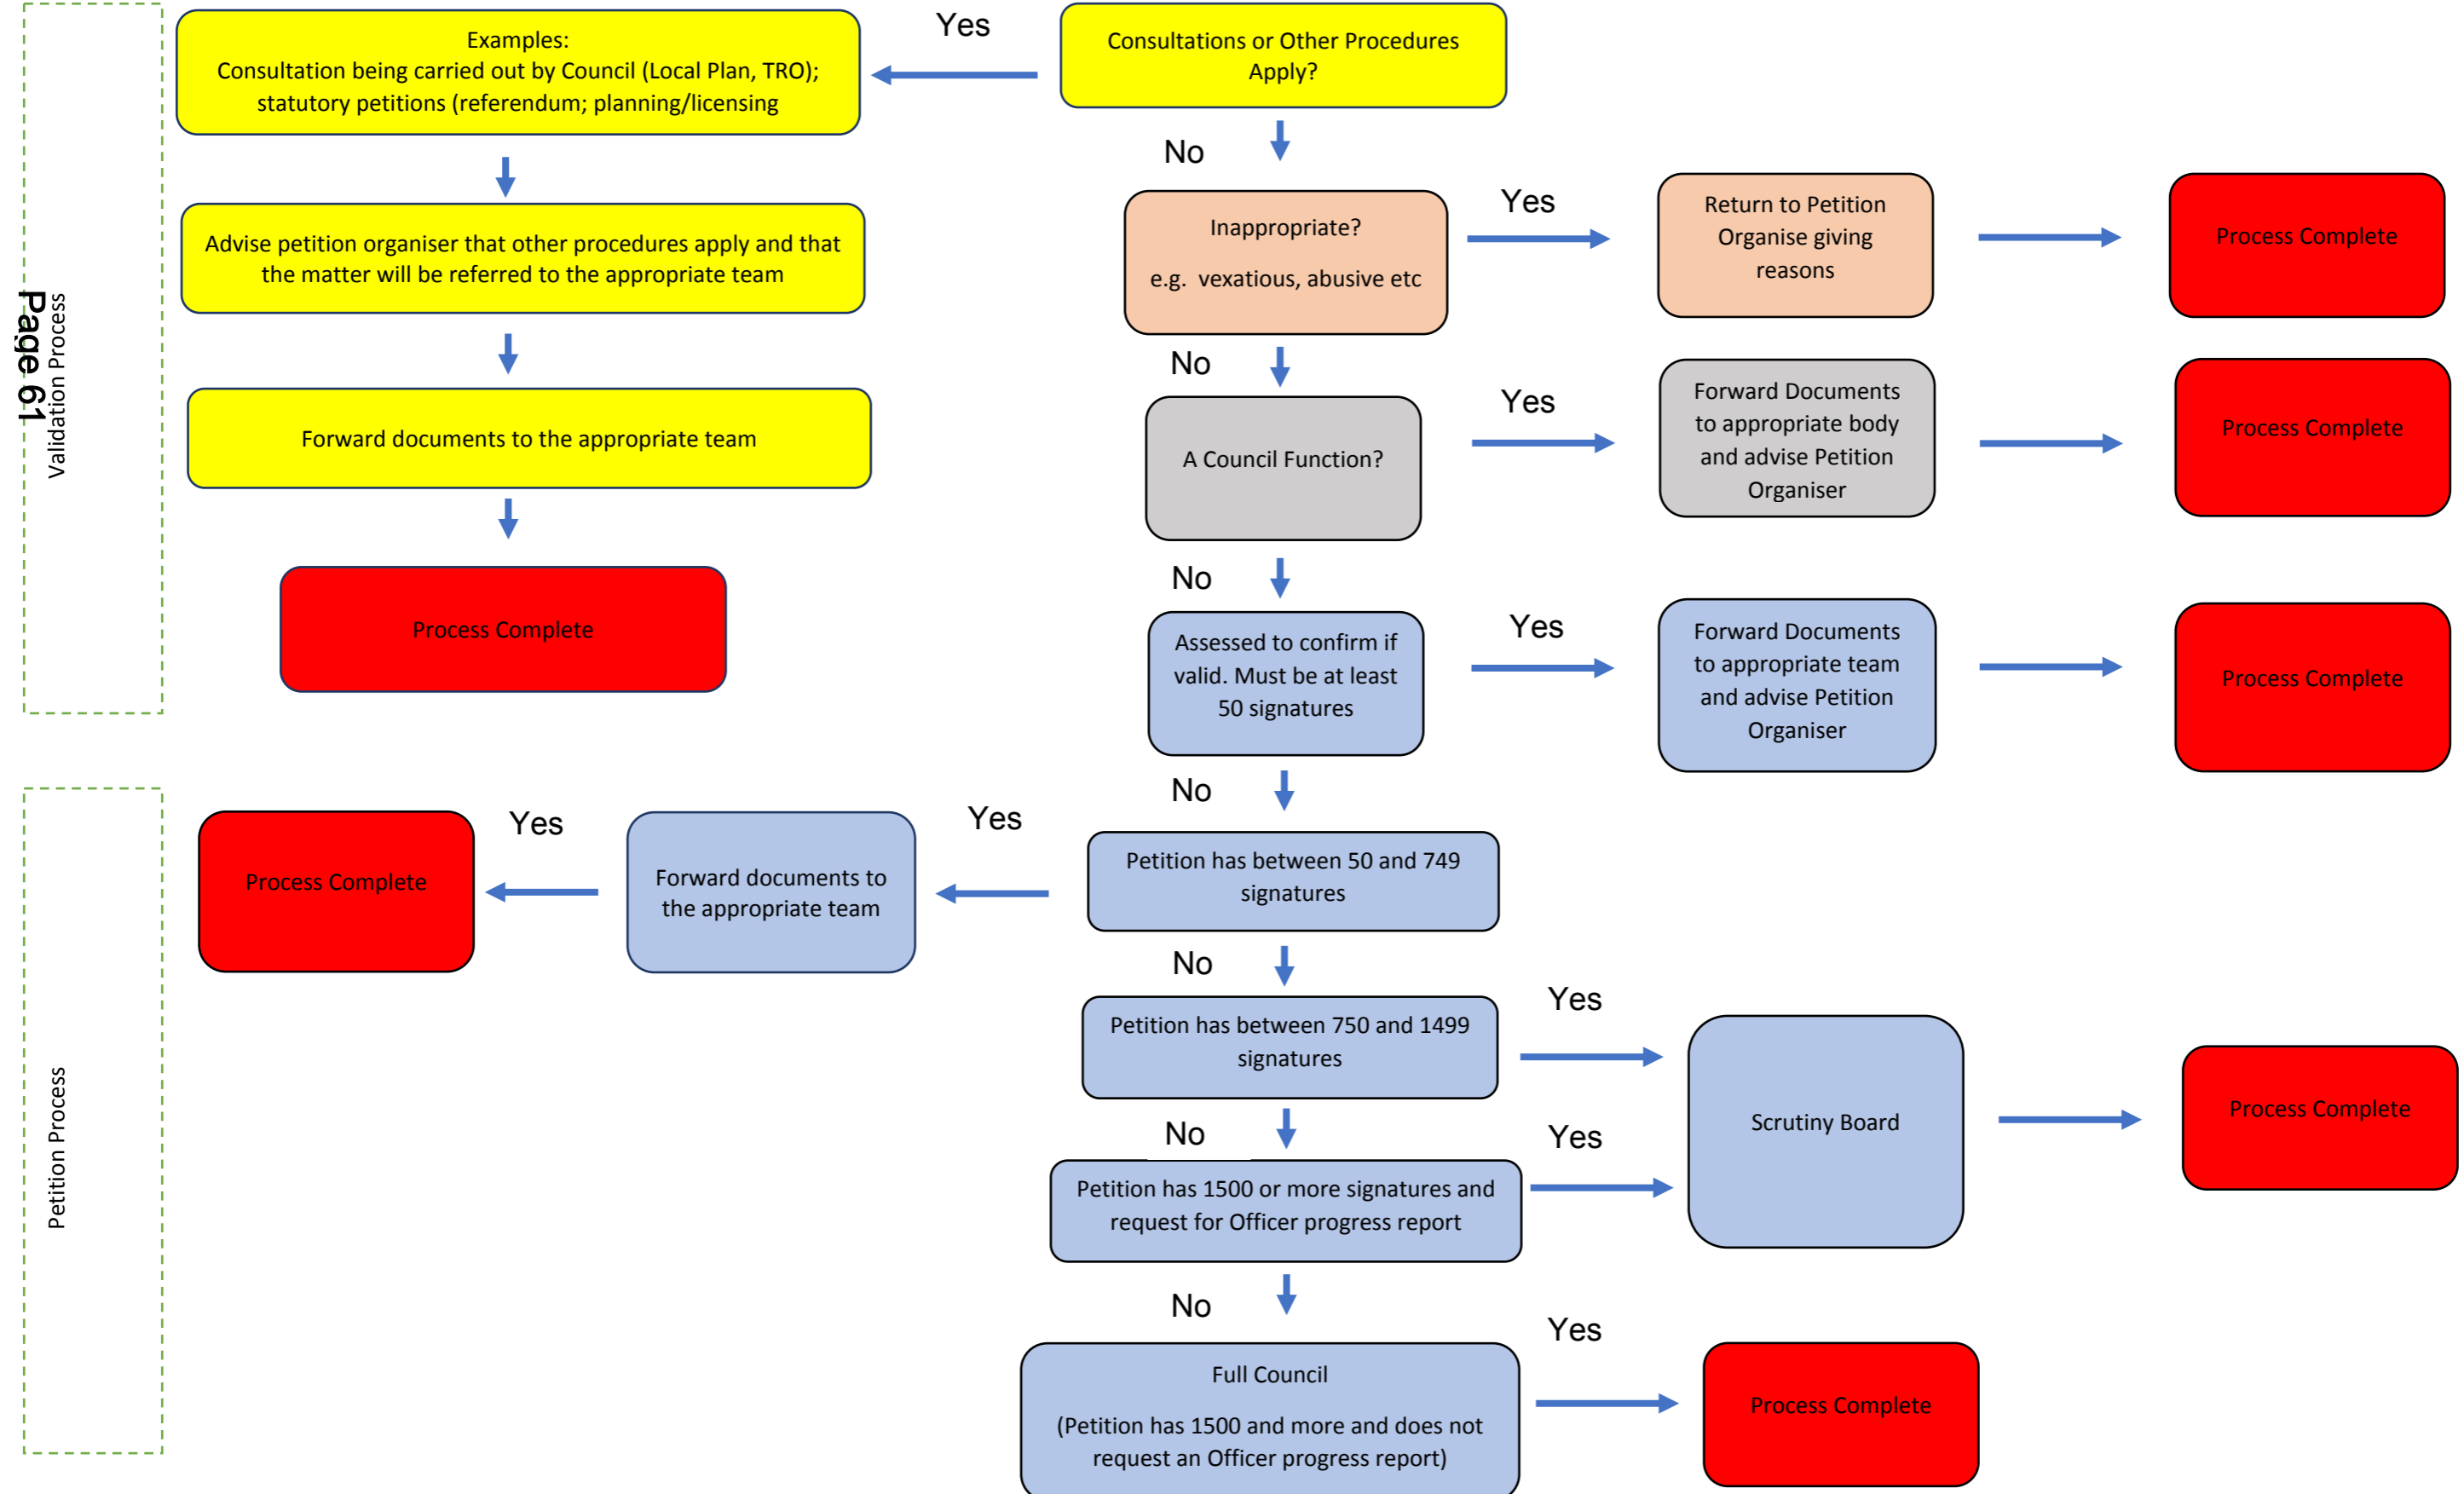 Page 61
Validation Process
Examples:
Consultation being carried out by Council (Local Plan, TRO);
statutory petitions (referendum; planning/licensing
Yes
Consultations or Other Procedures
Apply?
Advise petition organiser that other procedures apply and that
the matter will be referred to the appropriate team
Forward documents to the appropriate team
Process Complete
No
Inappropriate?
e.g. vexatious, abusive etc
Yes
Return to Petition
Organise giving
reasons
Process Complete
No
A Council Function?
Yes
Forward Documents
to appropriate body
and advise Petition
Organiser
Process Complete
No
Assessed to confirm if
valid. Must be at least
50 signatures
Yes
Forward Documents
to appropriate team
and advise Petition
Organiser
Process Complete
No
Petition Process
Petition has between 50 and 749
signatures
Yes
Forward documents to
the appropriate team
Yes
Process Complete
No
Petition has between 750 and 1499
signatures
Yes
Scrutiny Board
Process Complete
No
Petition has 1500 or more signatures and
request for Officer progress report
Yes
No
Full Council
(Petition has 1500 and more and does not
request an Officer progress report)
Yes
Process Complete